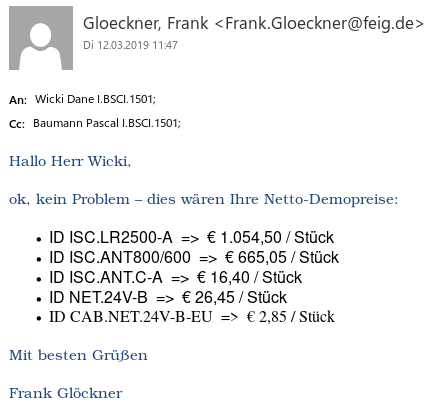 Gloeckner, Frank <Frank.Gloeckner@feig.de>
Di 12.03.2019 11:47
An: Wicki Dane I.BSCI.1501;
Cc: Baumann Pascal I.BSCI.1501;
Hallo Herr Wicki,
ok, kein Problem – dies wären Ihre Netto-Demopreise:
• ID ISC.LR2500-A => € 1.054,50 / Stück
• ID ISC.ANT800/600 => € 665,05 / Stück
• ID ISC.ANT.C-A => € 16,40 / Stück
• ID NET.24V-B => € 26,45 / Stück
• ID CAB.NET.24V-B-EU => € 2,85 / Stück
Mit besten Grüßen
Frank Glöckner